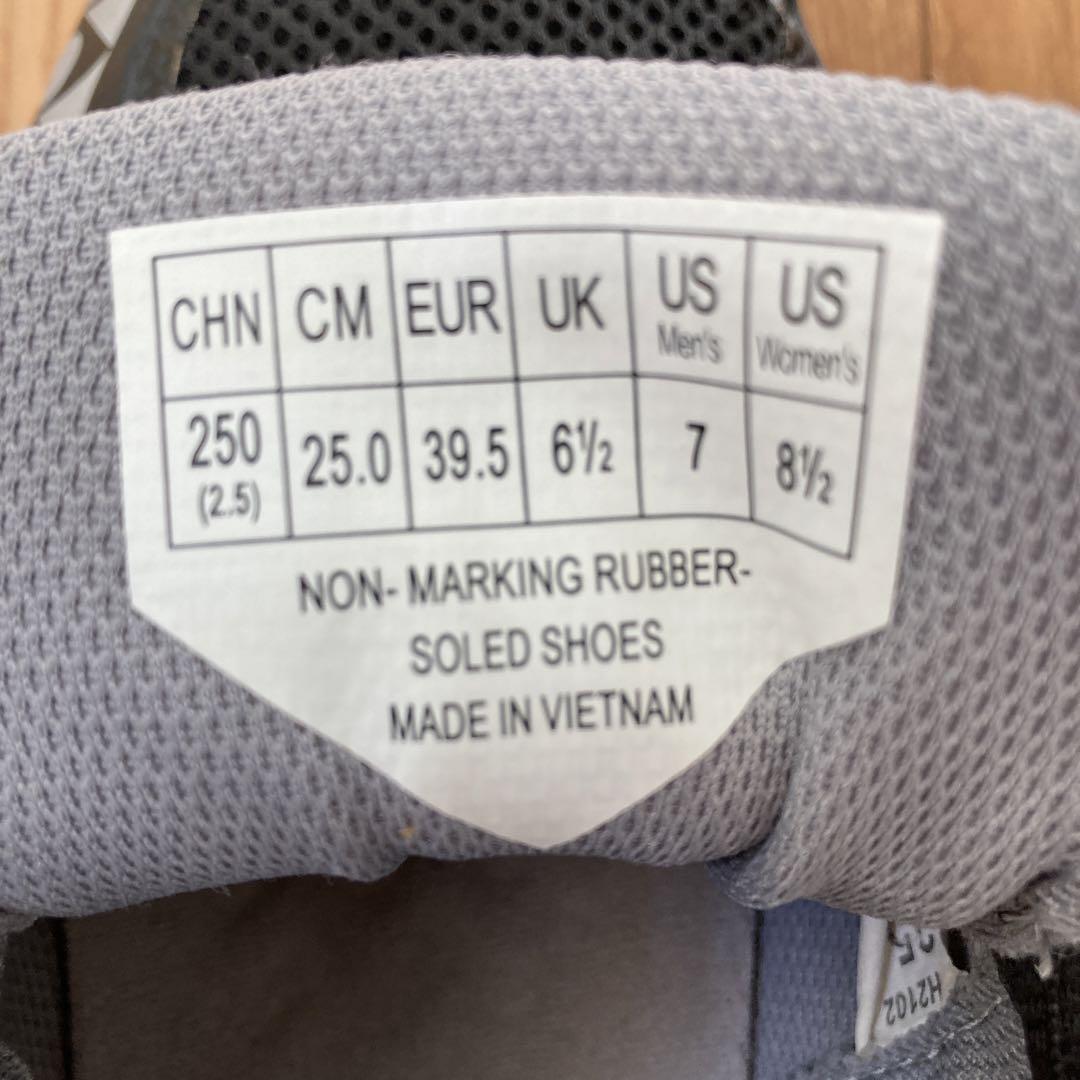 CHN CM EUR UK US Men's US Women's
250 (2.5) 25.0 39.5 6½ 7 8½
NON- MARKING RUBBER-
SOLED SHOES
MADE IN VIETNAM
H2102